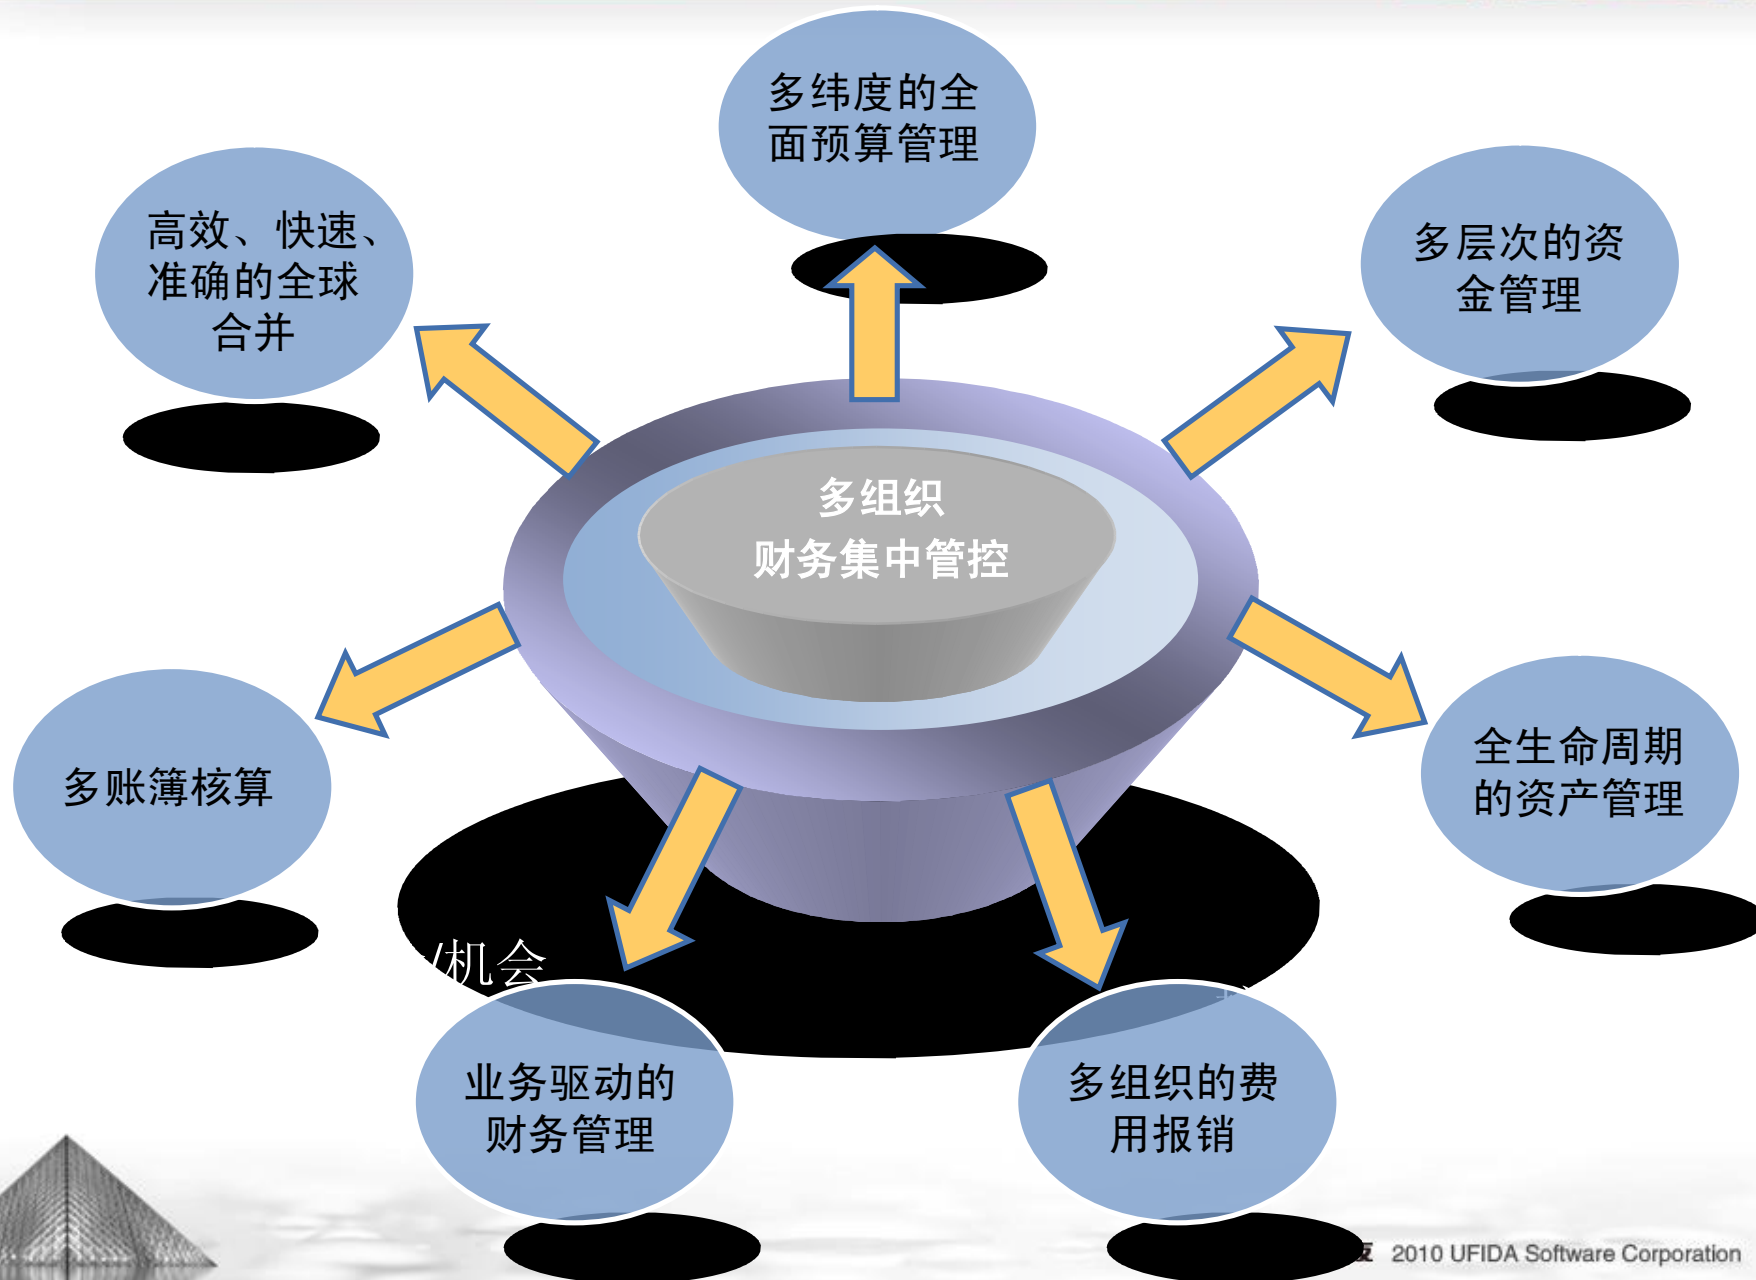 多纬度的全
面预算管理
高效、快速、
准确的全球
合并
多层次的资
金管理
多组织
财务集中管控
多账簿核算
全生命周期
的资产管理
/机会
业务驱动的
财务管理
多组织的费
用报销
2010 UFIDA Software Corporation